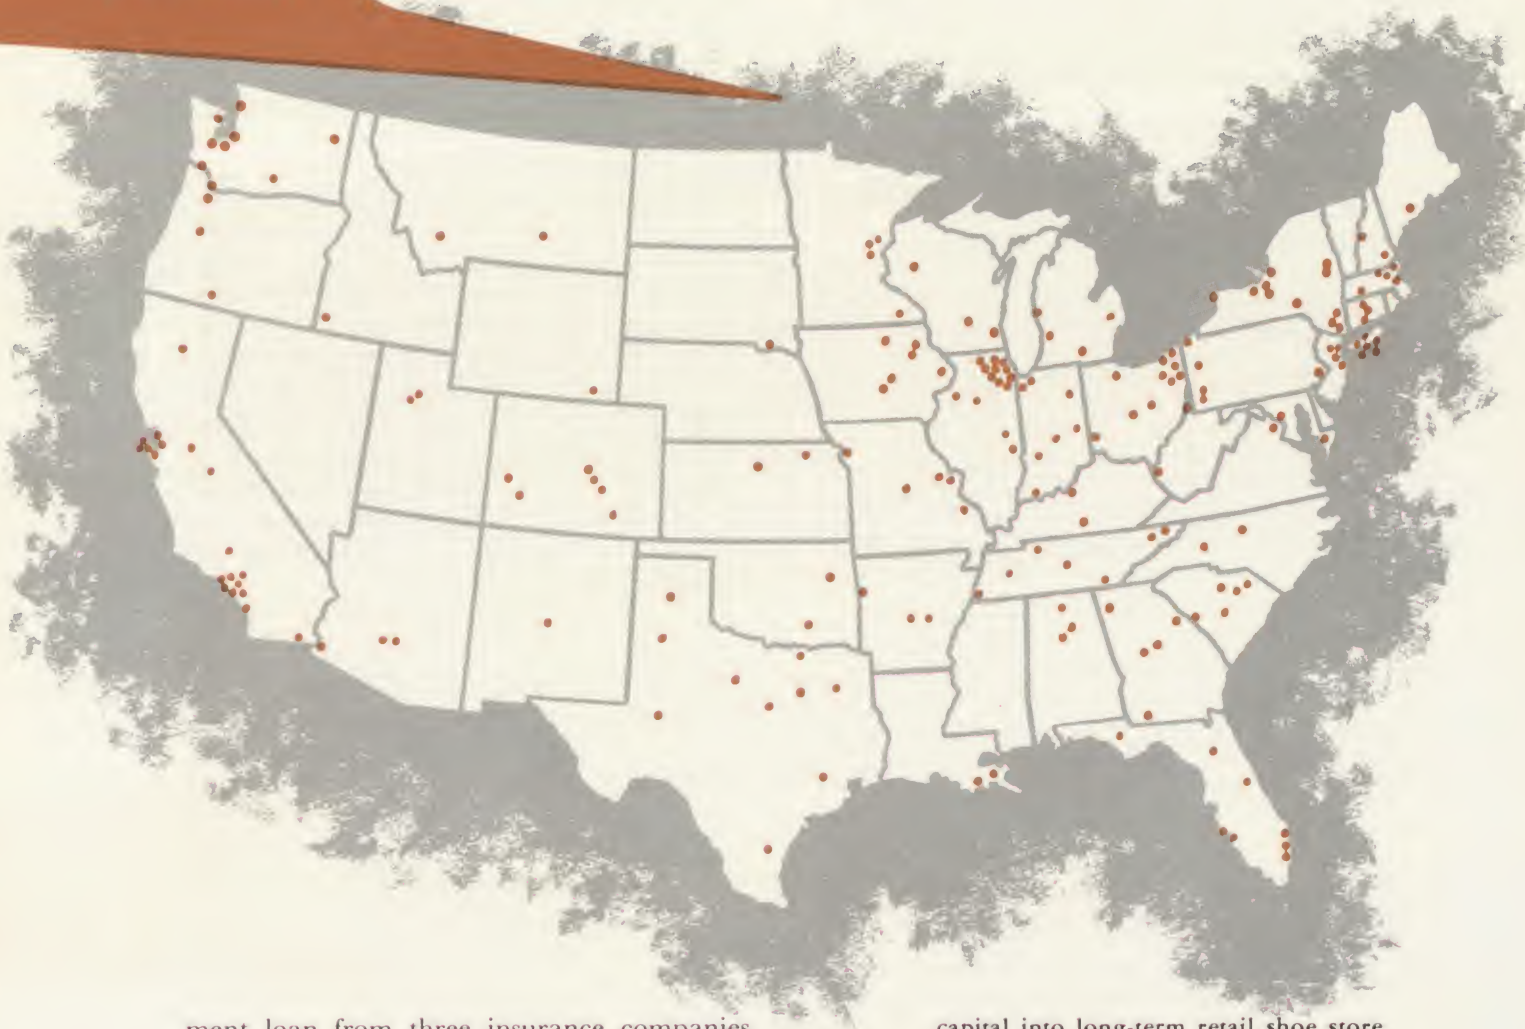 ment loan from three insurance companies
capital into long-term retail shoe store